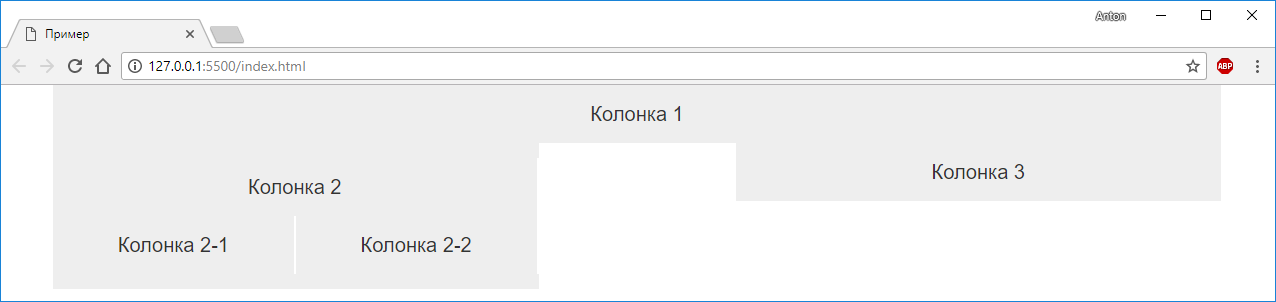 Anton
Пример
127.0.0.1:5500/index.html
ABP
Колонка 1
Колонка 2
Колонка 3
Колонка 2-1
Колонка 2-2